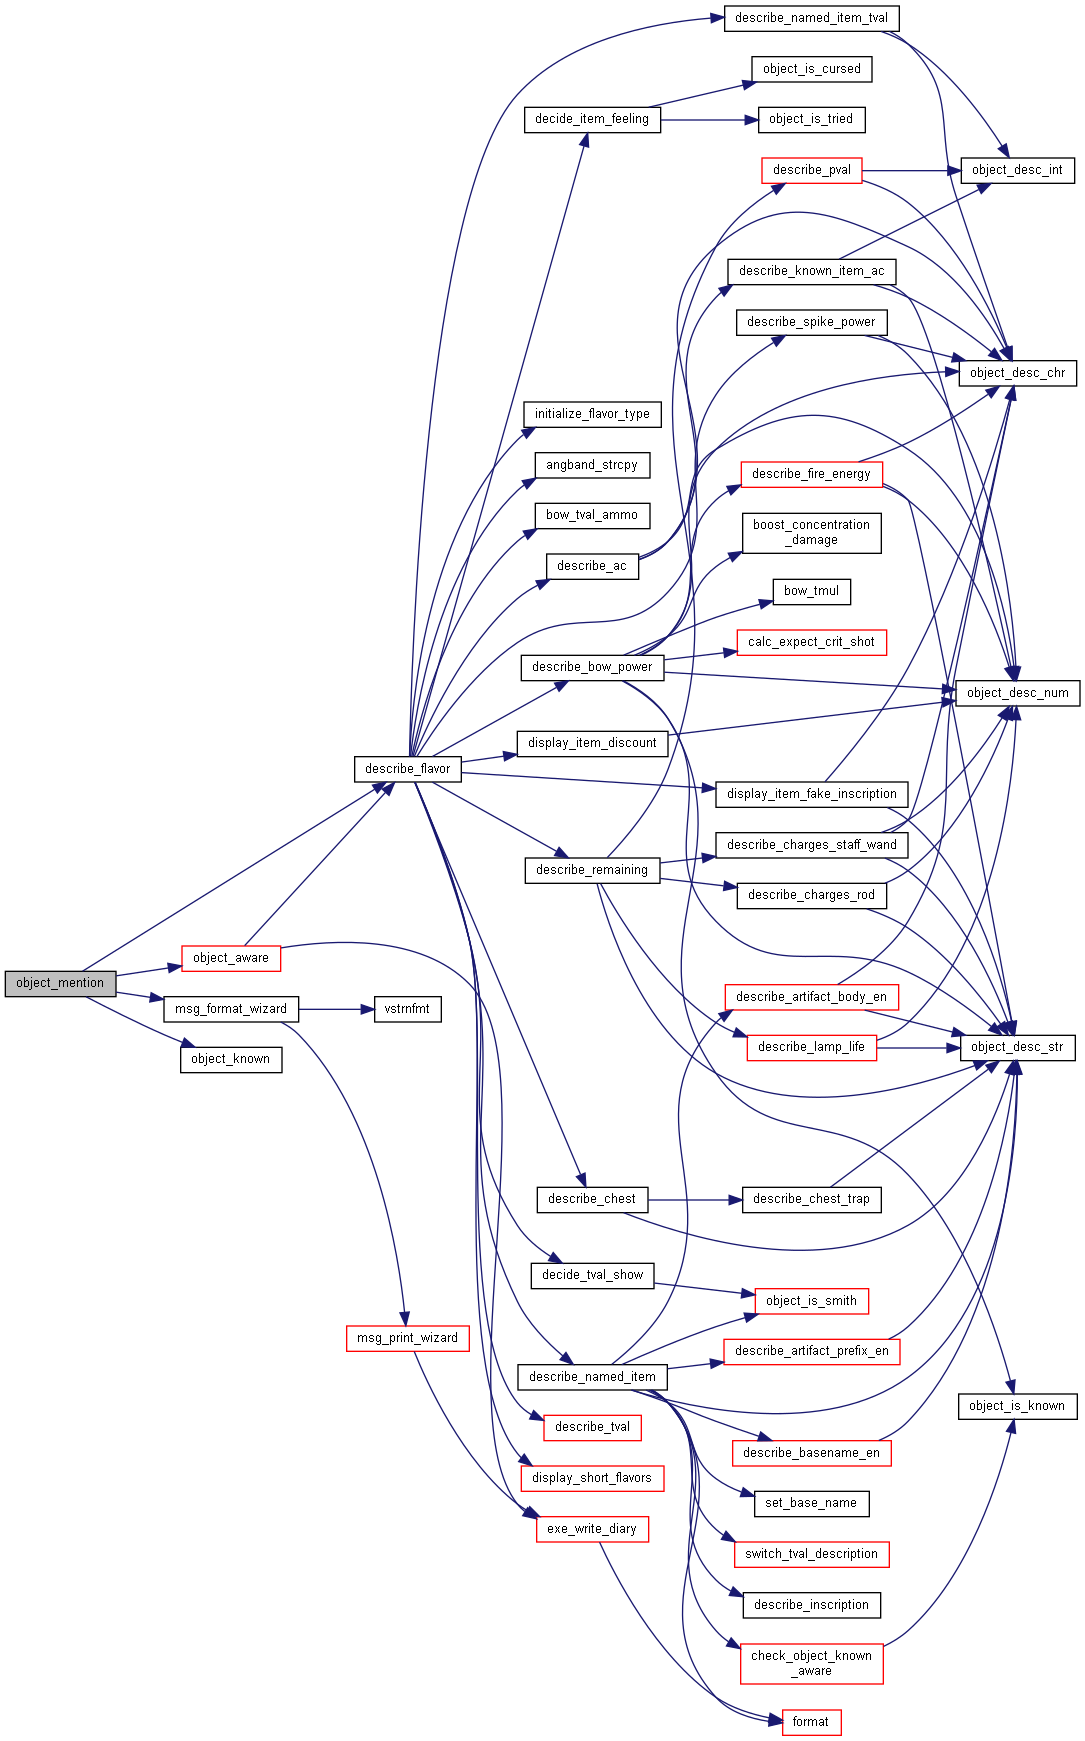 describe_named_item_tval
object_is_cursed
decide_item_feeling
object_is_tried
describe_pval
object_desc_int
describe_known_item_ac
describe_spike_power
object_desc_chr
initialize_flavor_type
angband_strcpy
describe_fire_energy
bow_tval_ammo
boost_concentration
_damage
describe_ac
bow_tmul
calc_expect_crit_shot
describe_bow_power
object_desc_num
display_item_discount
describe_flavor
display_item_fake_inscription
describe_charges_staff_wand
describe_remaining
describe_charges_rod
object_aware
object_mention
describe_artifact_body_en
msg_format_wizard
vstrnfmt
describe_lamp_life
object_desc_str
object_known
describe_chest
describe_chest_trap
decide_tval_show
object_is_smith
msg_print_wizard
describe_artifact_prefix_en
describe_named_item
object_is_known
describe_tval
describe_basename_en
display_short_flavors
set_base_name
exe_write_diary
switch_tval_description
describe_inscription
check_object_known
_aware
format